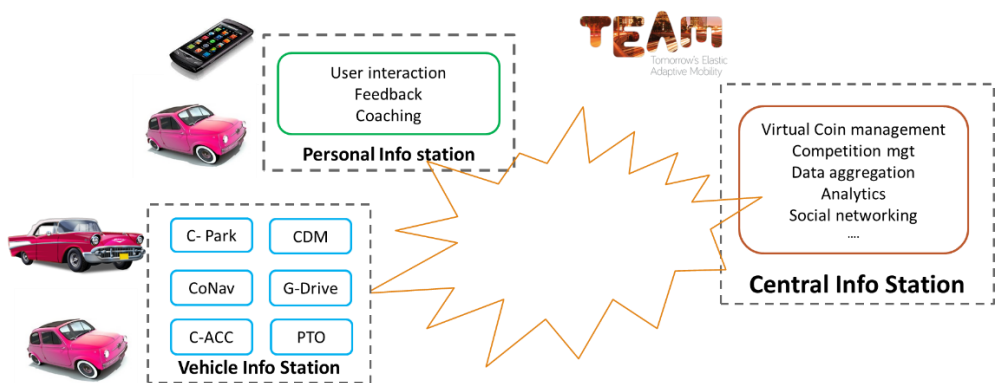 TEAM
Tomorrow's Elastic
Adaptive Mobility
User interaction
Feedback
Coaching
Personal Info station
C- Park
CDM
CoNav
G-Drive
C-ACC
PTO
Vehicle Info Station
Virtual Coin management
Competition mgt
Data aggregation
Analytics
Social networking
....
Central Info Station